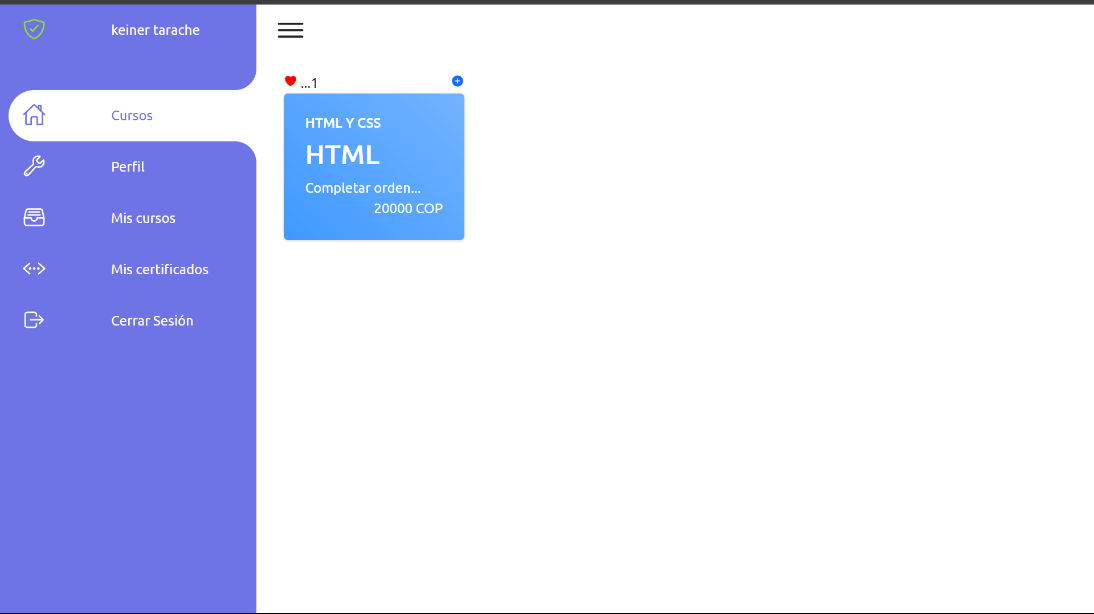 keiner tarache
Cursos
Perfil
Mis cursos
Mis certificados
Cerrar Sesión
...1
HTML Y CSS
HTML
Completar orden...
20000 COP